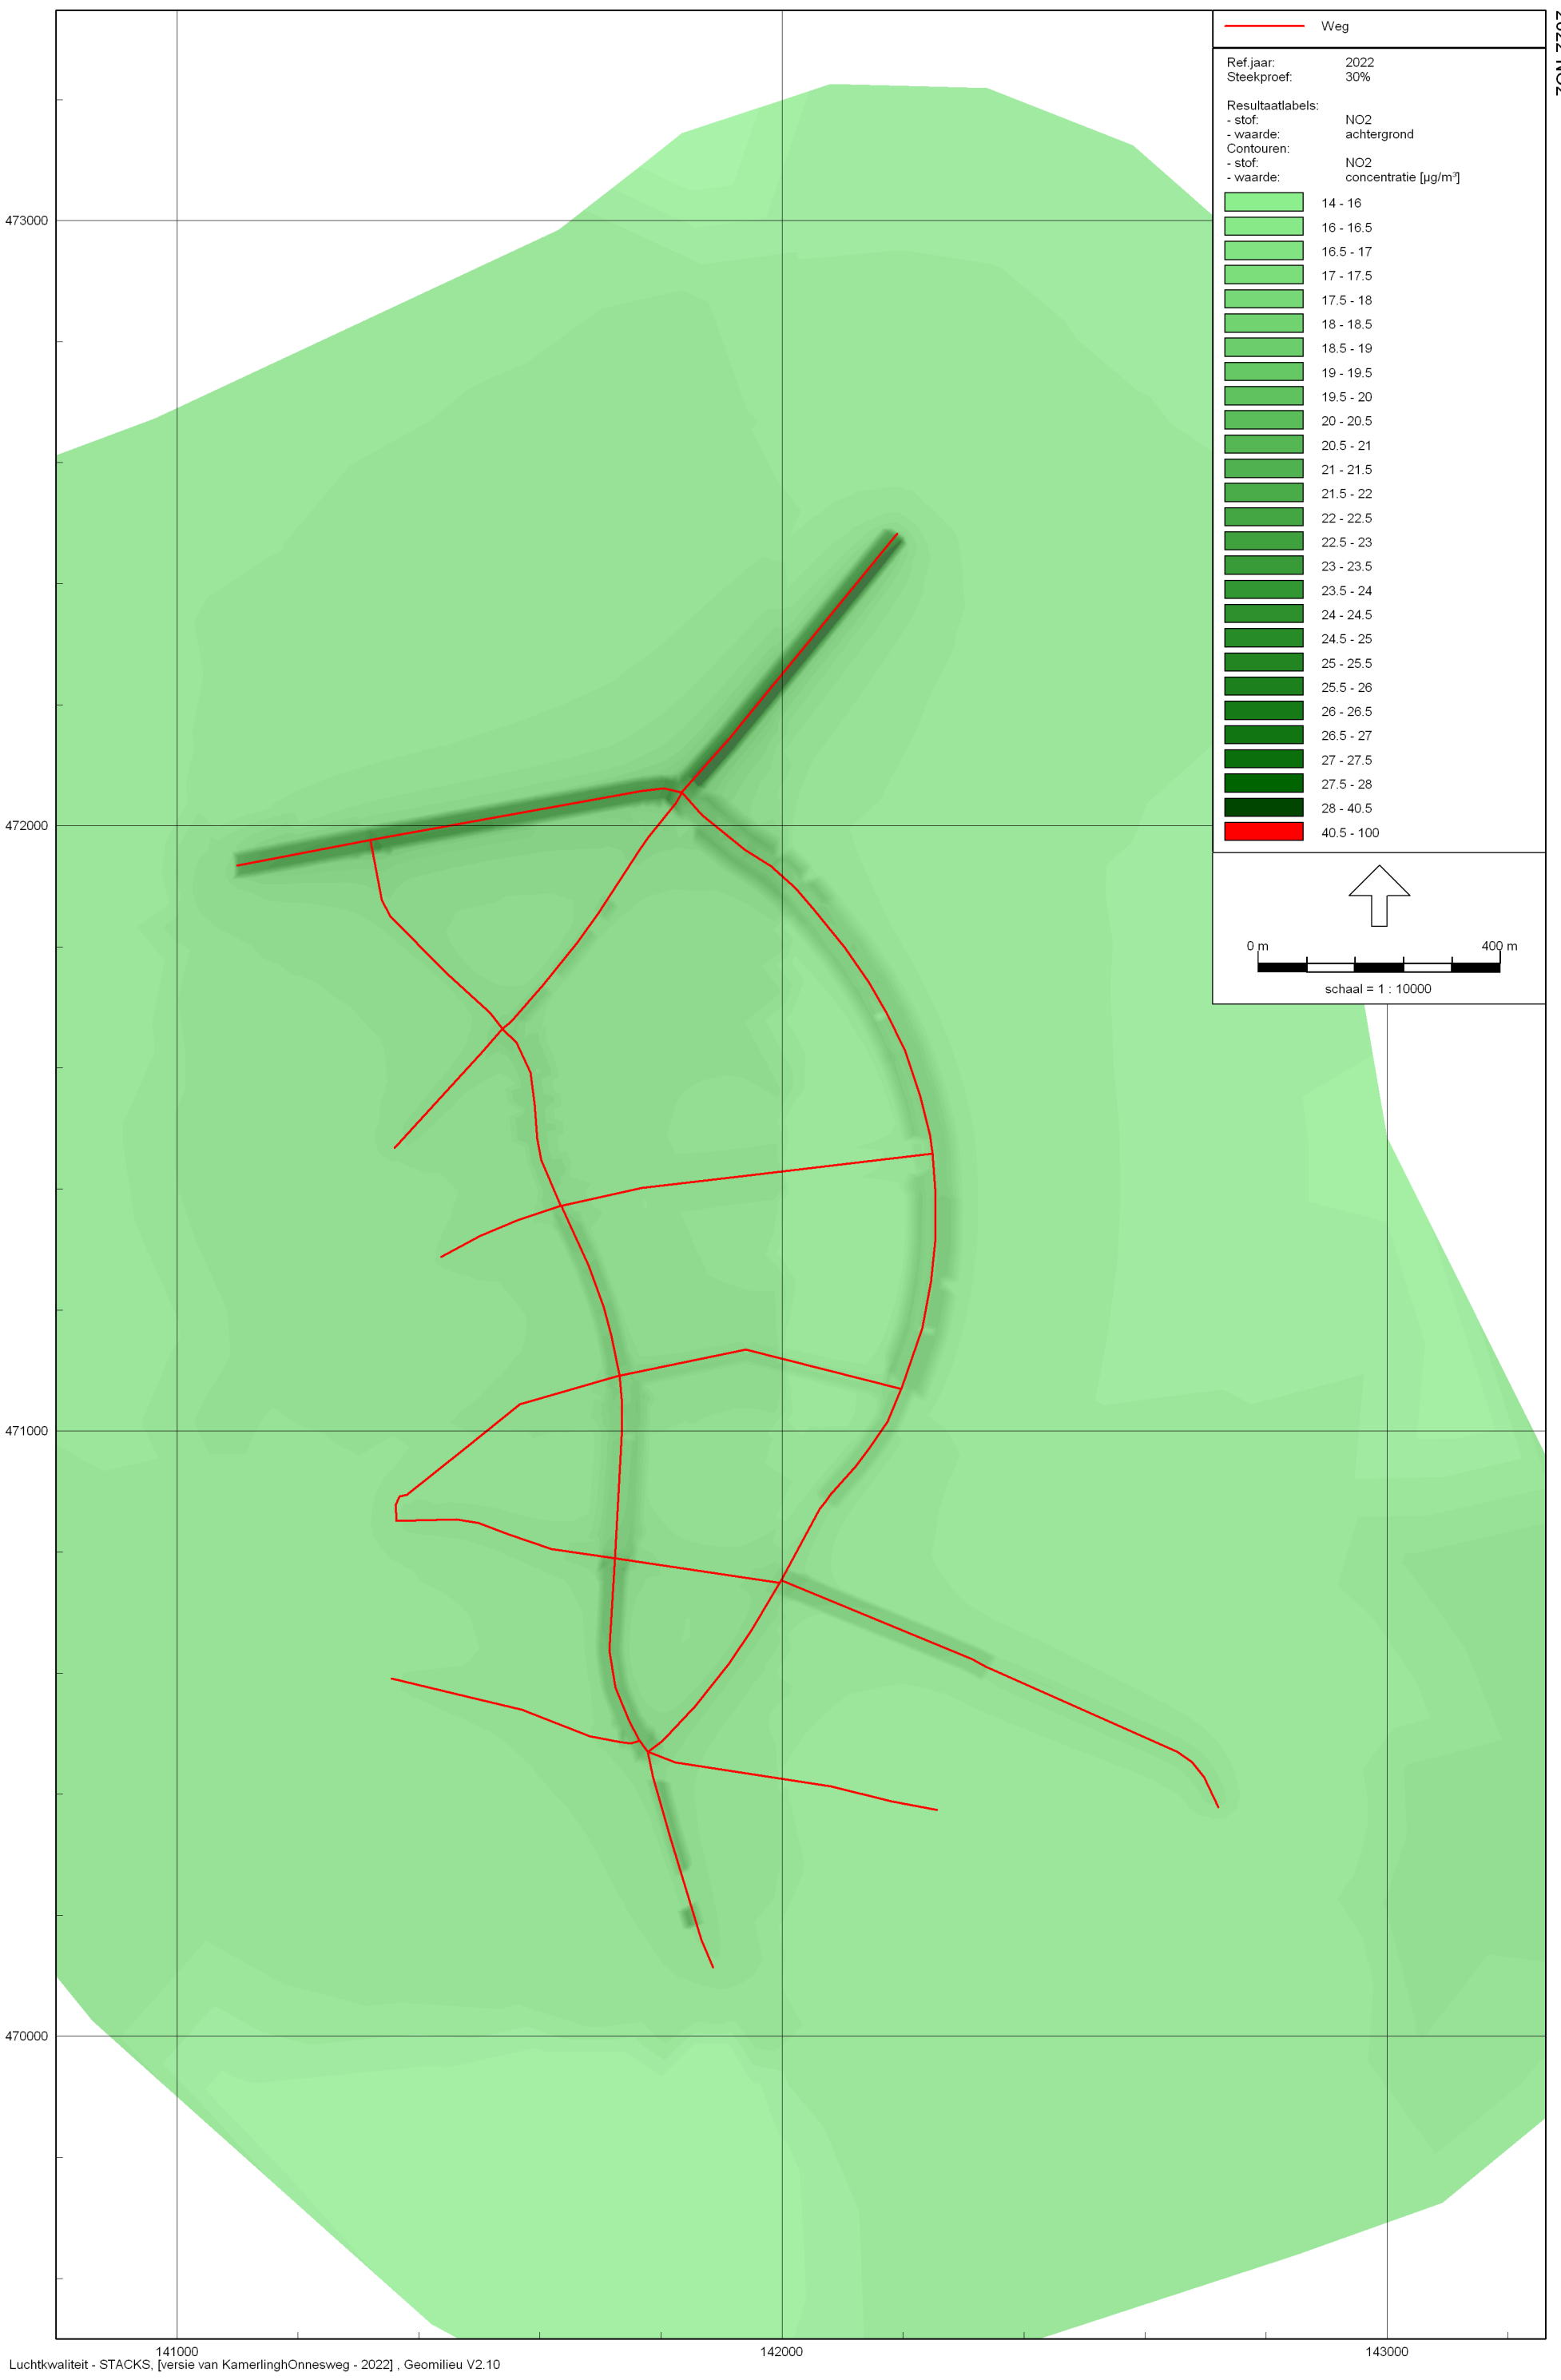 2022 NO2
Weg
Ref.jaar: 2022
Steekproef: 30%
Resultaatlabels:
- stof: NO2
- waarde: achtergrond
Contouren:
- stof: NO2
- waarde: concentratie [µg/m³]
14 - 16
16 - 16.5
16.5 - 17
17 - 17.5
17.5 - 18
18 - 18.5
18.5 - 19
19 - 19.5
19.5 - 20
20 - 20.5
20.5 - 21
21 - 21.5
21.5 - 22
22 - 22.5
22.5 - 23
23 - 23.5
23.5 - 24
24 - 24.5
24.5 - 25
25 - 25.5
25.5 - 26
26 - 26.5
26.5 - 27
27 - 27.5
27.5 - 28
28 - 40.5
40.5 - 100
0 m 400 m
schaal = 1 : 10000
473000
472000
471000
470000
141000 142000 143000
Luchtkwaliteit - STACKS, [versie van KamerlinghOnnesweg - 2022] , Geomilieu V2.10